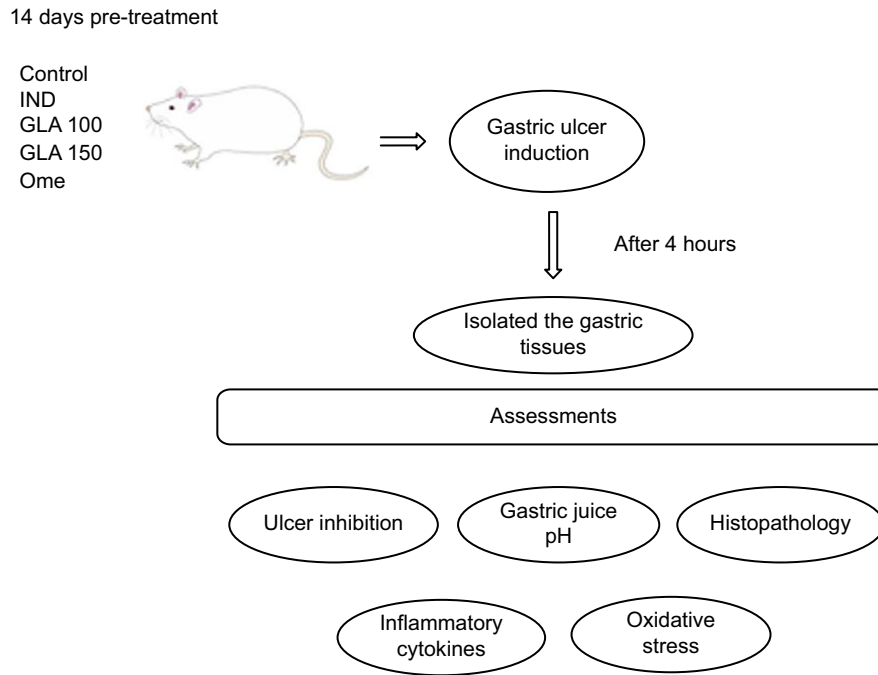 14 days pre-treatment
Control
IND
GLA 100
GLA 150
Ome
Gastric ulcer
induction
After 4 hours
Isolated the gastric
tissues
Assessments
Ulcer inhibition
Gastric juice
pH
Histopathology
Inflammatory
cytokines
Oxidative
stress